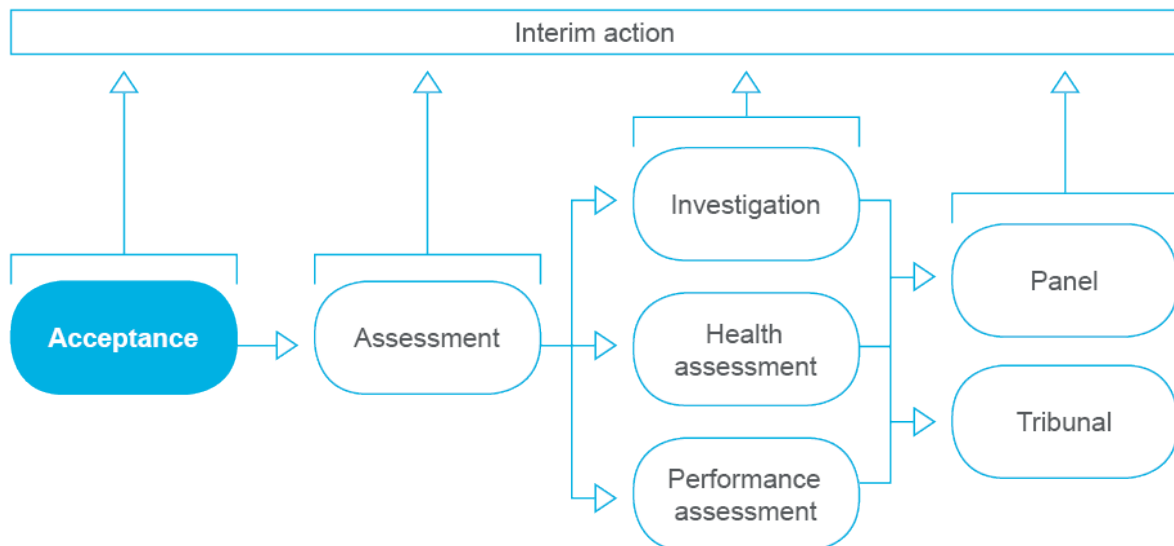 Interim action
Acceptance
Assessment
Investigation
Health
assessment
Performance
assessment
Panel
Tribunal